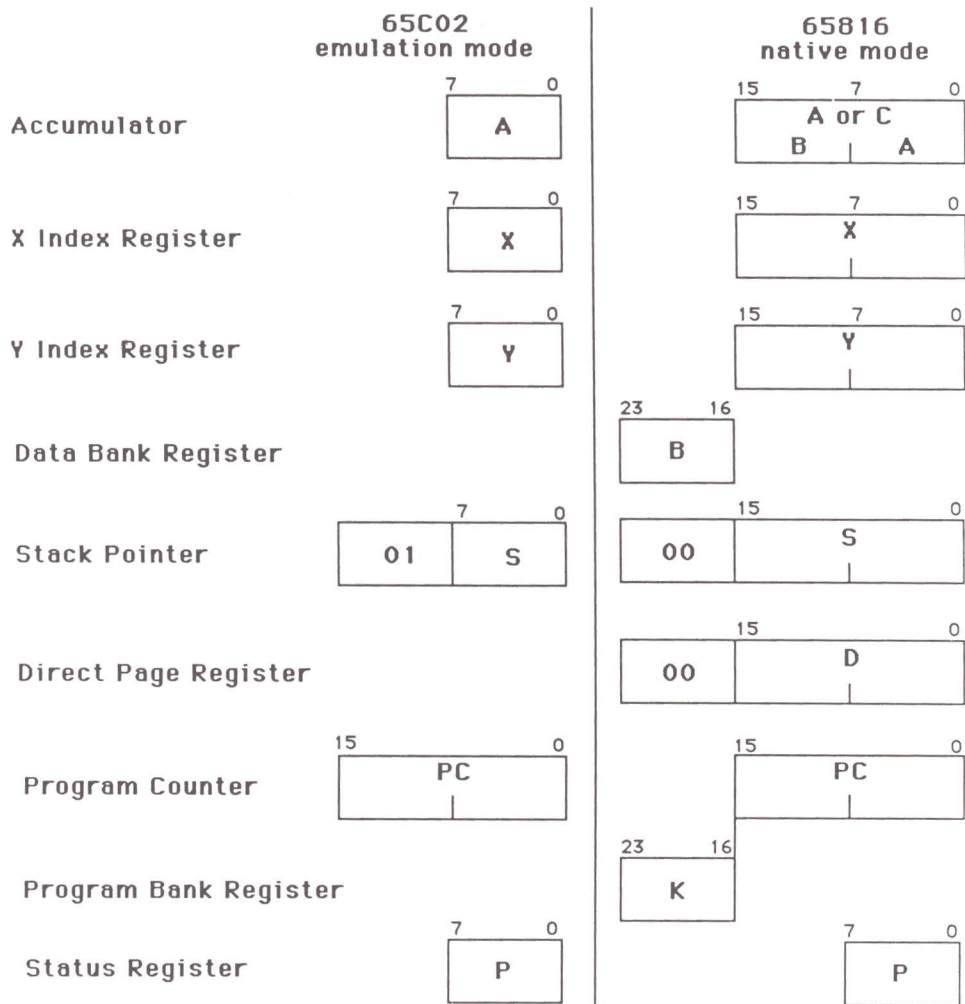 65C02
emulation mode
65816
native mode
7 0
15 7 0
Accumulator
A
A or C
B A
7 0
15 7 0
X Index Register
X
X
7 0
15 7 0
Y Index Register
Y
Y
23 16
Data Bank Register
B
7 0
15 0
Stack Pointer
01 S
00 S
15 0
Direct Page Register
00 D
15 0
15 0
Program Counter
PC
PC
23 16
Program Bank Register
K
7 0
7 0
Status Register
P
P